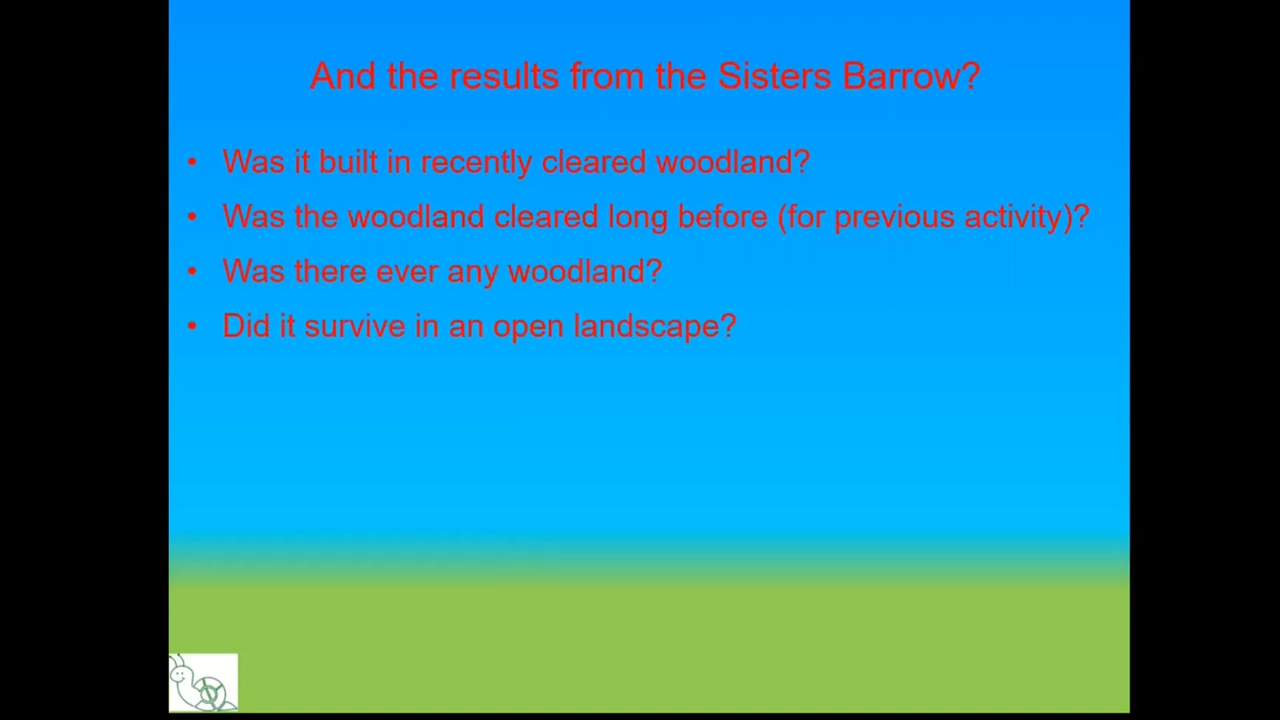 And the results from the Sisters Barrow?
• Was it built in recently cleared woodland?
• Was the woodland cleared long before (for previous activity)?
• Was there ever any woodland?
• Did it survive in an open landscape?